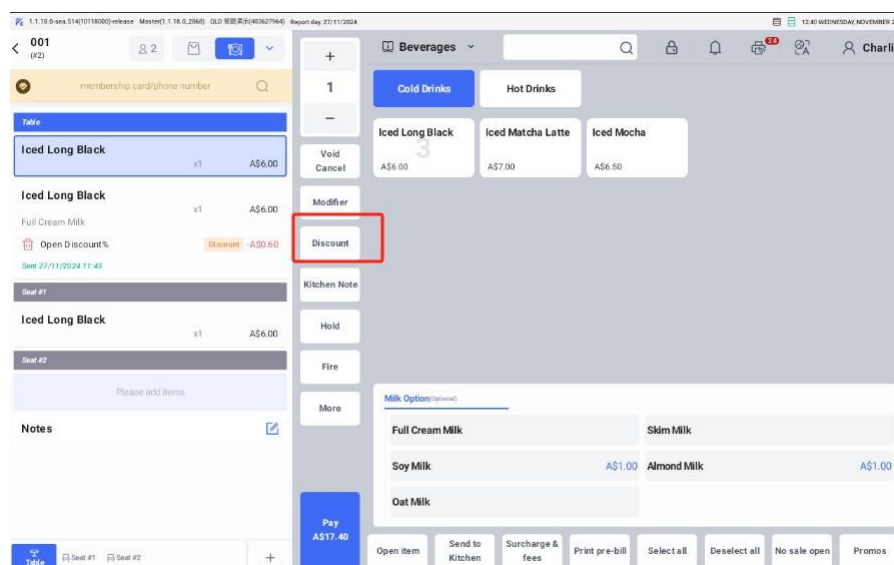 1.1.18.0-sea.514(10118000)-release Master(1.1.18.0,2868) QLD 餐厅演示(403627964) Report day: 27/11/2024
12:40 WEDNESDAY, NOVEMBER 2
001
(#2)
2
membership card/phone number
Table
Iced Long Black
x1 A$6.00
Iced Long Black
x1 A$6.00
Full Cream Milk
Open Discount% Discount -A$0.60
Sent 27/11/2024 11:43
Seat #1
Iced Long Black
x1 A$6.00
Seat #2
Please add items
Notes
Table Seat #1 Seat #2 +
+
1
−
Void
Cancel
Modifier
Discount
Kitchen Note
Hold
Fire
More
Pay
A$17.40
Beverages
24
Charli
Cold Drinks Hot Drinks
Iced Long Black
3
A$6.00
Iced Matcha Latte
A$7.00
Iced Mocha
A$6.50
Milk Option(Optional)
Full Cream Milk Skim Milk
Soy Milk A$1.00 Almond Milk A$1.00
Oat Milk
Open item
Send to
Kitchen
Surcharge &
fees
Print pre-bill
Select all
Deselect all
No sale open
Promos